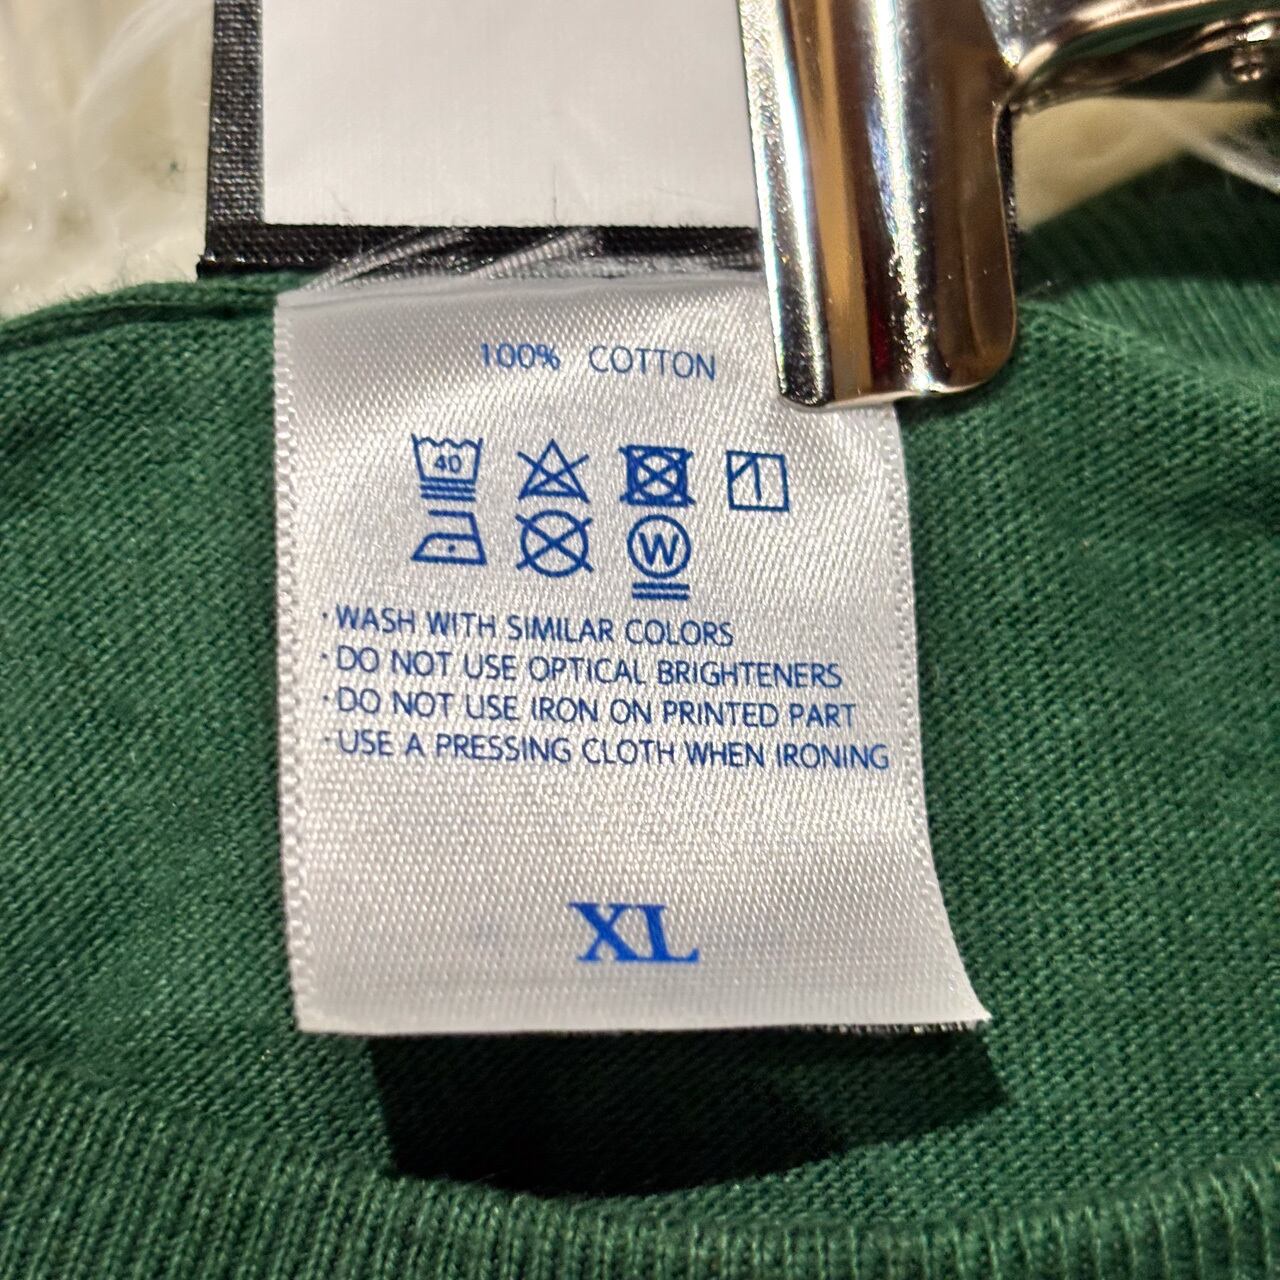 100% COTTON
40
W
· WASH WITH SIMILAR COLORS
· DO NOT USE OPTICAL BRIGHTENERS
· DO NOT USE IRON ON PRINTED PART
· USE A PRESSING CLOTH WHEN IRONING
XL